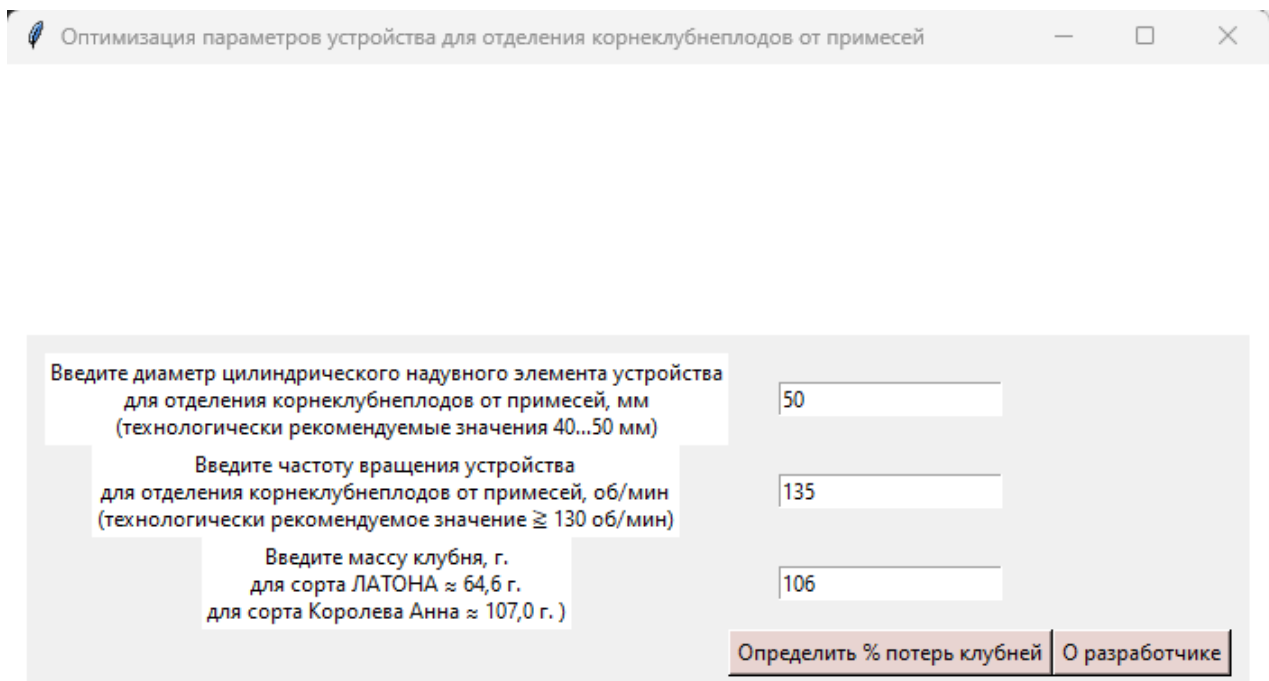 Оптимизация параметров устройства для отделения корнеклубнеплодов от примесей
Введите диаметр цилиндрического надувного элемента устройства
для отделения корнеклубнеплодов от примесей, мм
(технологически рекомендуемые значения 40...50 мм)
50
Введите частоту вращения устройства
для отделения корнеклубнеплодов от примесей, об/мин
(технологически рекомендуемое значение ≧ 130 об/мин)
135
Введите массу клубня, г.
для сорта ЛАТОНА ≈ 64,6 г.
для сорта Королева Анна ≈ 107,0 г. )
106
Определить % потерь клубней
О разработчике